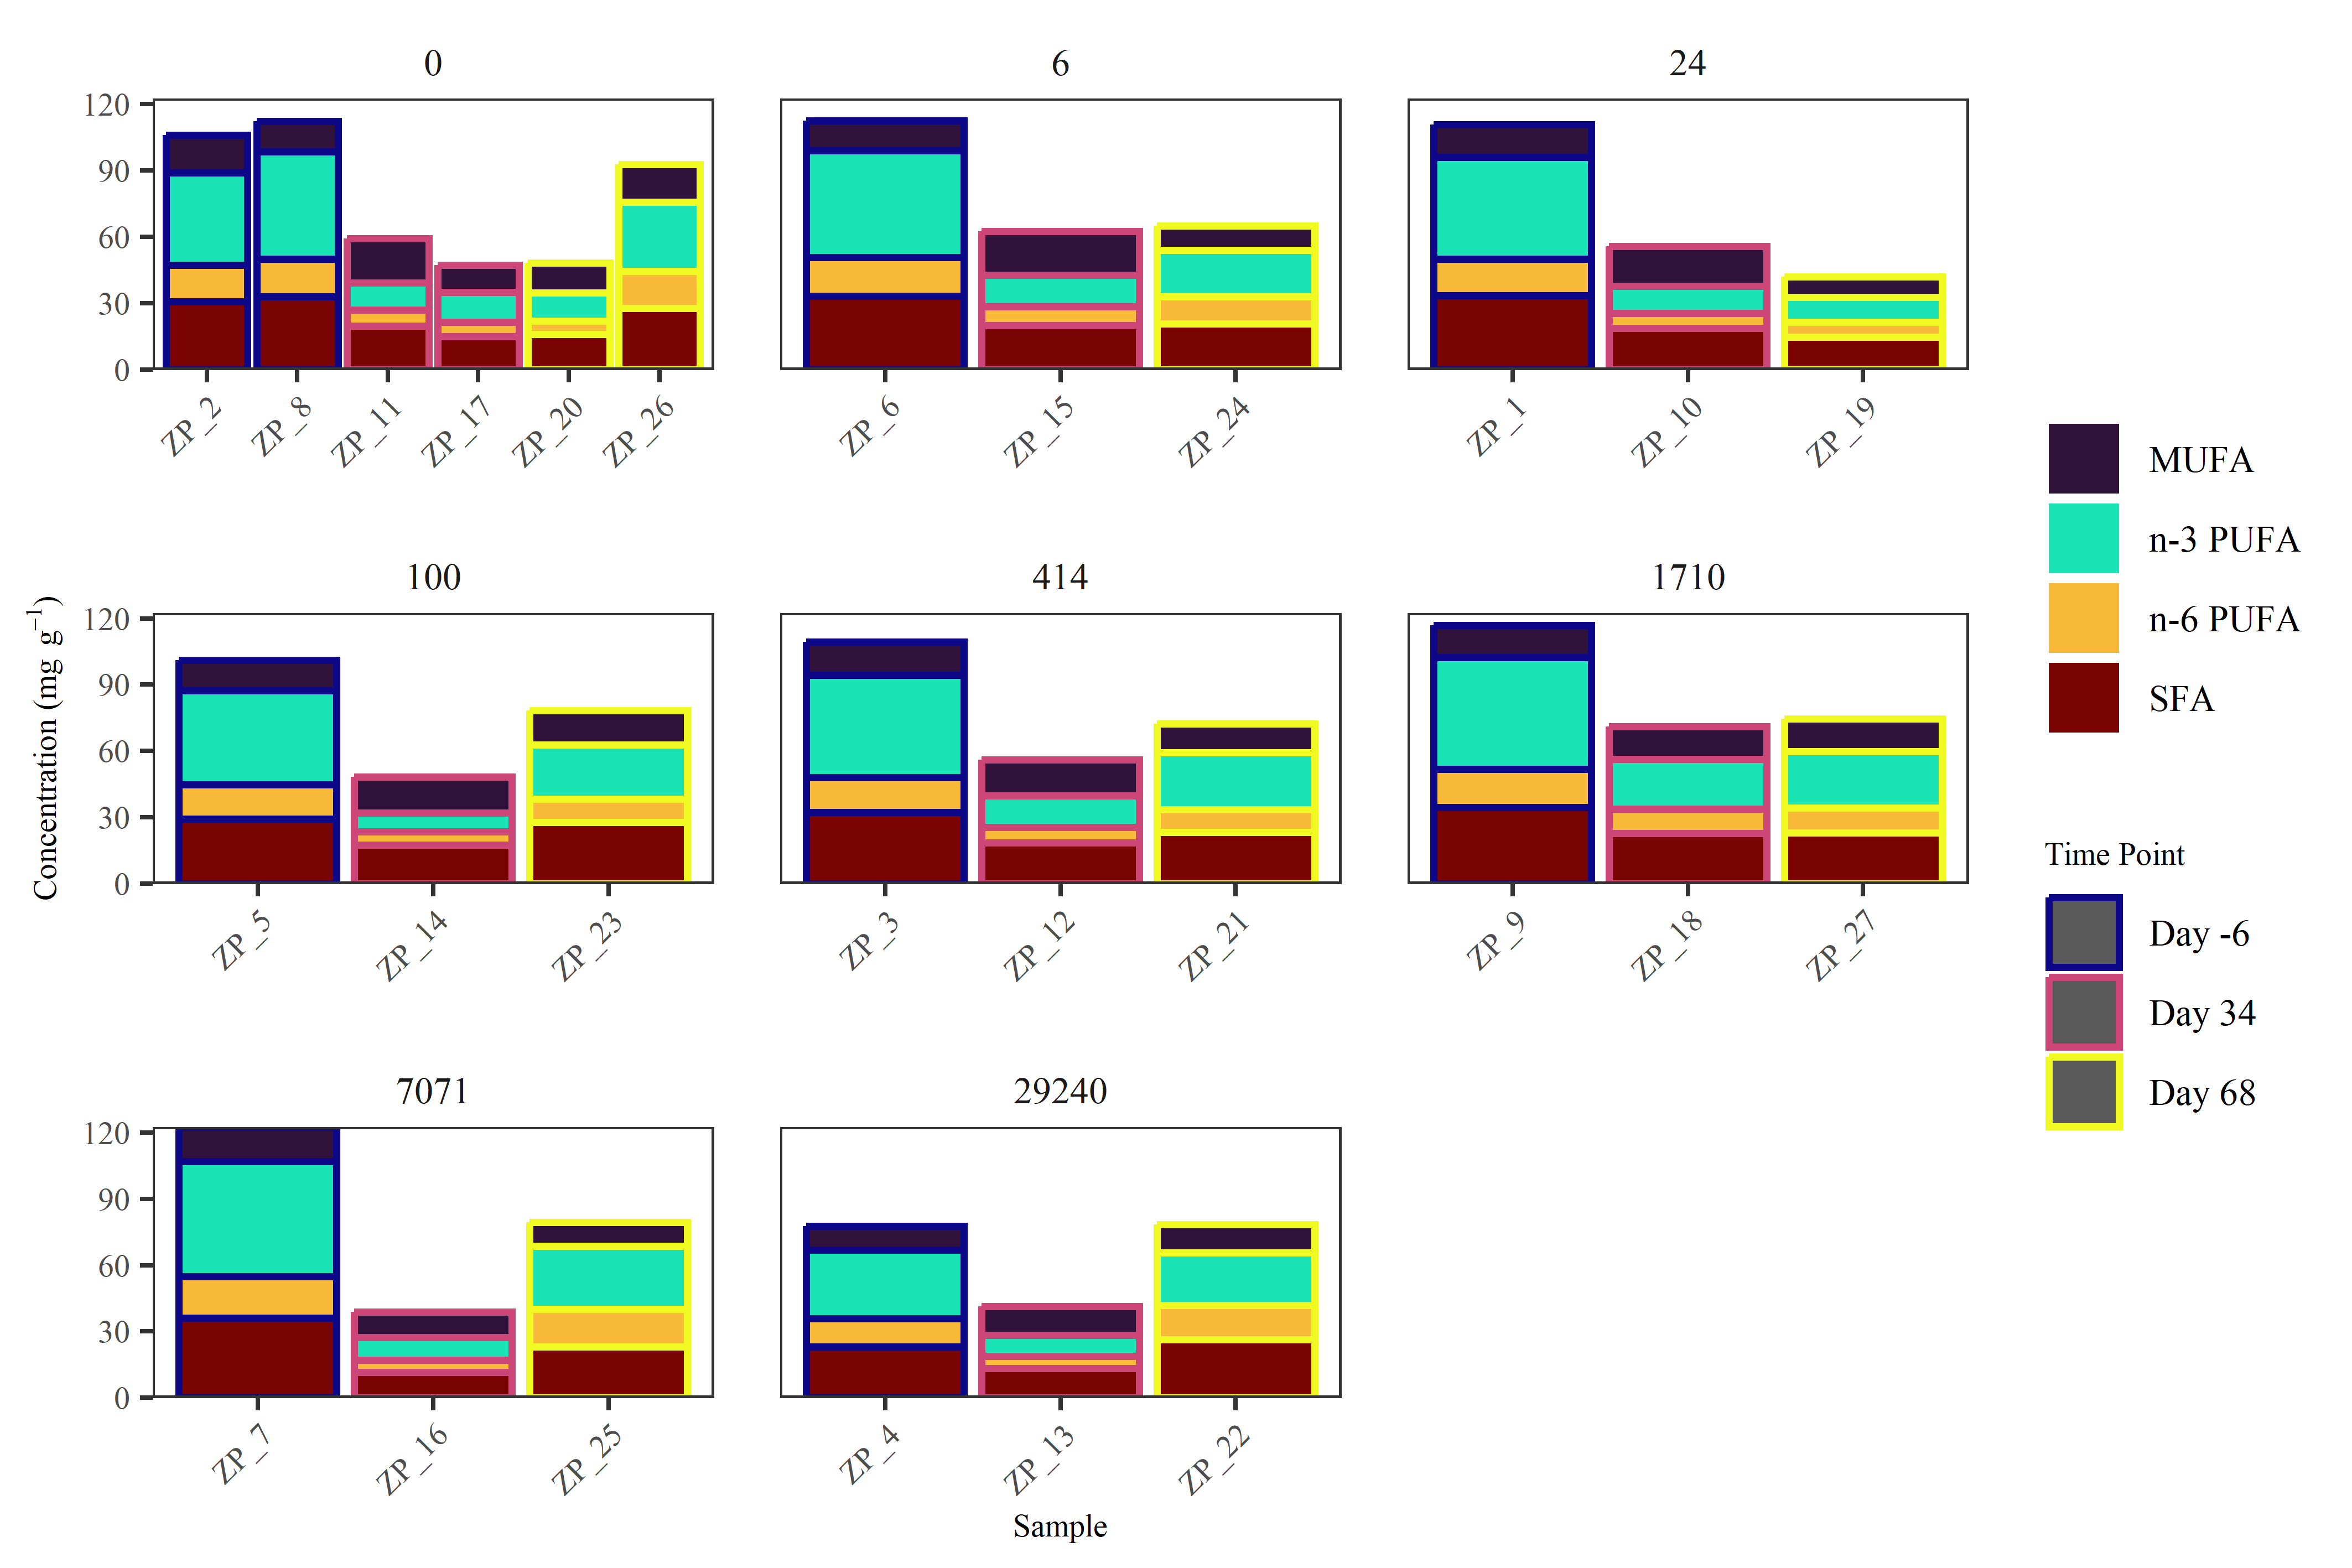 0
6
24
120
90
60
30
0
ZP_2
ZP_8
ZP_11
ZP_17
ZP_20
ZP_26
ZP_6
ZP_15
ZP_24
ZP_1
ZP_10
ZP_19
MUFA
n-3 PUFA
n-6 PUFA
SFA
100
414
1710
Concentration (mg g⁻¹)
120
90
60
30
0
ZP_5
ZP_14
ZP_23
ZP_3
ZP_12
ZP_21
ZP_9
ZP_18
ZP_27
Time Point
Day -6
Day 34
Day 68
7071
29240
120
90
60
30
0
ZP_7
ZP_16
ZP_25
ZP_4
ZP_13
ZP_22
Sample